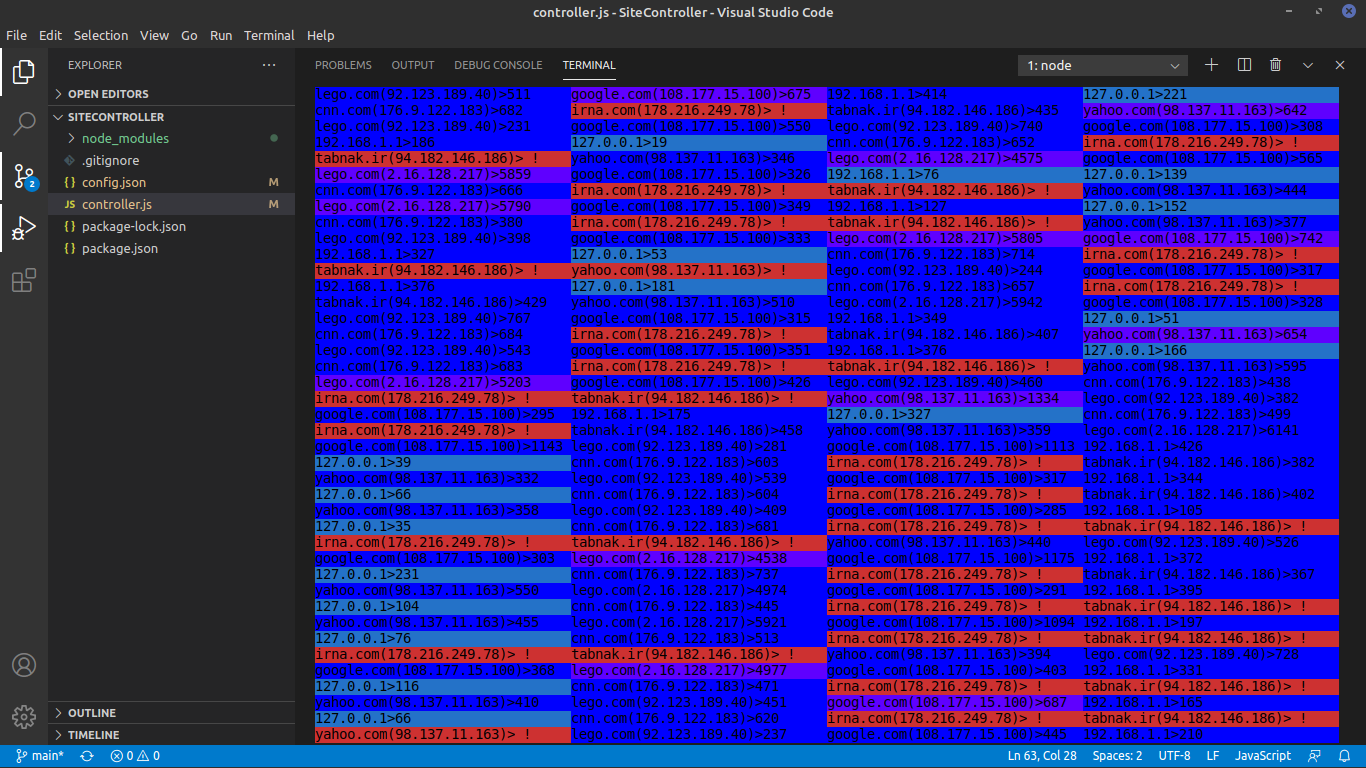 controller.js - SiteController - Visual Studio Code
File Edit Selection View Go Run Terminal Help
EXPLORER ···
OPEN EDITORS
SITECONTROLLER
node_modules
.gitignore
{} config.json M
JS controller.js M
{} package-lock.json
{} package.json
2
OUTLINE
TIMELINE
PROBLEMS OUTPUT DEBUG CONSOLE TERMINAL 1: node
lego.com(92.123.189.40)>511 google.com(108.177.15.100)>675 192.168.1.1>414 127.0.0.1>221
cnn.com(176.9.122.183)>682 irna.com(178.216.249.78)> ! tabnak.ir(94.182.146.186)>435 yahoo.com(98.137.11.163)>642
lego.com(92.123.189.40)>231 google.com(108.177.15.100)>550 lego.com(92.123.189.40)>740 google.com(108.177.15.100)>308
192.168.1.1>186 127.0.0.1>19 cnn.com(176.9.122.183)>652 irna.com(178.216.249.78)> !
tabnak.ir(94.182.146.186)> ! yahoo.com(98.137.11.163)>346 lego.com(2.16.128.217)>4575 google.com(108.177.15.100)>565
lego.com(2.16.128.217)>5859 google.com(108.177.15.100)>326 192.168.1.1>76 127.0.0.1>139
cnn.com(176.9.122.183)>666 irna.com(178.216.249.78)> ! tabnak.ir(94.182.146.186)> ! yahoo.com(98.137.11.163)>444
lego.com(2.16.128.217)>5790 google.com(108.177.15.100)>349 192.168.1.1>127 127.0.0.1>152
cnn.com(176.9.122.183)>380 irna.com(178.216.249.78)> ! tabnak.ir(94.182.146.186)> ! yahoo.com(98.137.11.163)>377
lego.com(92.123.189.40)>398 google.com(108.177.15.100)>333 lego.com(2.16.128.217)>5805 google.com(108.177.15.100)>742
192.168.1.1>327 127.0.0.1>53 cnn.com(176.9.122.183)>714 irna.com(178.216.249.78)> !
tabnak.ir(94.182.146.186)> ! yahoo.com(98.137.11.163)> ! lego.com(92.123.189.40)>244 google.com(108.177.15.100)>317
192.168.1.1>376 127.0.0.1>181 cnn.com(176.9.122.183)>657 irna.com(178.216.249.78)> !
tabnak.ir(94.182.146.186)>429 yahoo.com(98.137.11.163)>510 lego.com(2.16.128.217)>5942 google.com(108.177.15.100)>328
lego.com(92.123.189.40)>767 google.com(108.177.15.100)>315 192.168.1.1>349 127.0.0.1>51
cnn.com(176.9.122.183)>684 irna.com(178.216.249.78)> ! tabnak.ir(94.182.146.186)>407 yahoo.com(98.137.11.163)>654
lego.com(92.123.189.40)>543 google.com(108.177.15.100)>351 192.168.1.1>376 127.0.0.1>166
cnn.com(176.9.122.183)>683 irna.com(178.216.249.78)> ! tabnak.ir(94.182.146.186)> ! yahoo.com(98.137.11.163)>595
lego.com(2.16.128.217)>5203 google.com(108.177.15.100)>426 lego.com(92.123.189.40)>460 cnn.com(176.9.122.183)>438
irna.com(178.216.249.78)> ! tabnak.ir(94.182.146.186)> ! yahoo.com(98.137.11.163)>1334 lego.com(92.123.189.40)>382
google.com(108.177.15.100)>295 192.168.1.1>175 127.0.0.1>327 cnn.com(176.9.122.183)>499
irna.com(178.216.249.78)> ! tabnak.ir(94.182.146.186)>458 yahoo.com(98.137.11.163)>359 lego.com(2.16.128.217)>6141
google.com(108.177.15.100)>1143 lego.com(92.123.189.40)>281 google.com(108.177.15.100)>1113 192.168.1.1>426
127.0.0.1>39 cnn.com(176.9.122.183)>603 irna.com(178.216.249.78)> ! tabnak.ir(94.182.146.186)>382
yahoo.com(98.137.11.163)>332 lego.com(92.123.189.40)>539 google.com(108.177.15.100)>317 192.168.1.1>344
127.0.0.1>66 cnn.com(176.9.122.183)>604 irna.com(178.216.249.78)> ! tabnak.ir(94.182.146.186)>402
yahoo.com(98.137.11.163)>358 lego.com(92.123.189.40)>409 google.com(108.177.15.100)>285 192.168.1.1>105
127.0.0.1>35 cnn.com(176.9.122.183)>681 irna.com(178.216.249.78)> ! tabnak.ir(94.182.146.186)> !
irna.com(178.216.249.78)> ! tabnak.ir(94.182.146.186)> ! yahoo.com(98.137.11.163)>440 lego.com(92.123.189.40)>526
google.com(108.177.15.100)>303 lego.com(2.16.128.217)>4538 google.com(108.177.15.100)>1175 192.168.1.1>372
127.0.0.1>231 cnn.com(176.9.122.183)>737 irna.com(178.216.249.78)> ! tabnak.ir(94.182.146.186)>367
yahoo.com(98.137.11.163)>550 lego.com(2.16.128.217)>4974 google.com(108.177.15.100)>291 192.168.1.1>395
127.0.0.1>104 cnn.com(176.9.122.183)>445 irna.com(178.216.249.78)> ! tabnak.ir(94.182.146.186)> !
yahoo.com(98.137.11.163)>455 lego.com(2.16.128.217)>5921 google.com(108.177.15.100)>1094 192.168.1.1>197
127.0.0.1>76 cnn.com(176.9.122.183)>513 irna.com(178.216.249.78)> ! tabnak.ir(94.182.146.186)> !
irna.com(178.216.249.78)> ! tabnak.ir(94.182.146.186)> ! yahoo.com(98.137.11.163)>394 lego.com(92.123.189.40)>728
google.com(108.177.15.100)>368 lego.com(2.16.128.217)>4977 google.com(108.177.15.100)>403 192.168.1.1>331
127.0.0.1>116 cnn.com(176.9.122.183)>471 irna.com(178.216.249.78)> ! tabnak.ir(94.182.146.186)> !
yahoo.com(98.137.11.163)>410 lego.com(92.123.189.40)>451 google.com(108.177.15.100)>687 192.168.1.1>165
127.0.0.1>66 cnn.com(176.9.122.183)>620 irna.com(178.216.249.78)> ! tabnak.ir(94.182.146.186)> !
yahoo.com(98.137.11.163)> ! lego.com(92.123.189.40)>237 google.com(108.177.15.100)>445 192.168.1.1>210
main* 0 0 Ln 63, Col 28 Spaces: 2 UTF-8 LF JavaScript